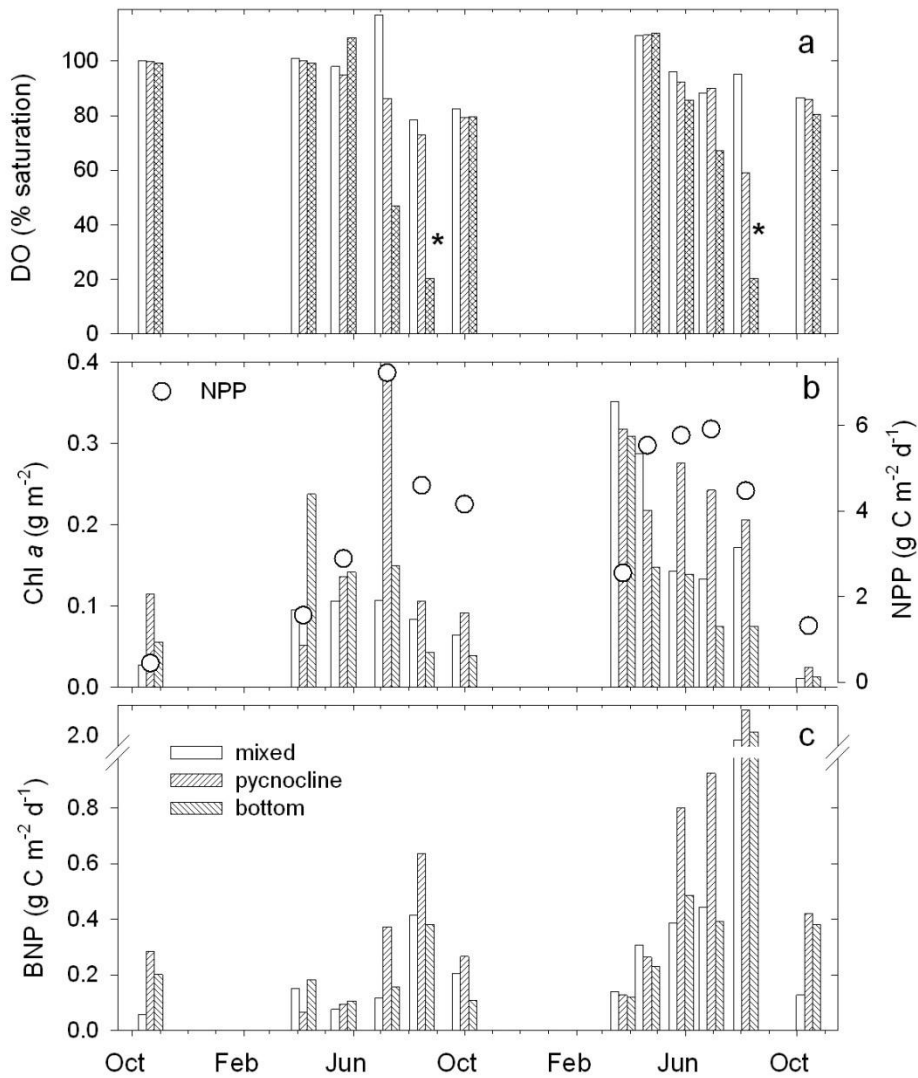 a
100
80
60
40
20
0
DO (% saturation)
*
*
b
NPP
0.4
0.3
0.2
0.1
0.0
Chl a (g m-2)
6
4
2
0
NPP (g C m-2 d-1)
c
mixed
pycnocline
bottom
2.0
0.8
0.6
0.4
0.2
0.0
BNP (g C m-2 d-1)
Oct Feb Jun Oct Feb Jun Oct